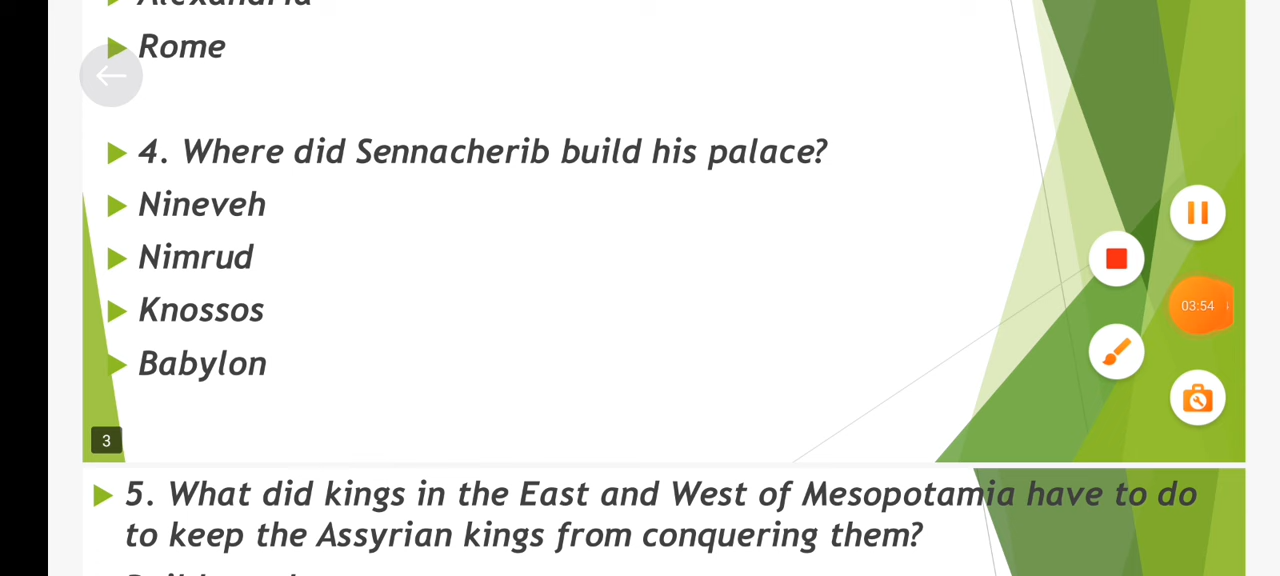 Rome
4. Where did Sennacherib build his palace?
Nineveh
Nimrud
Knossos
Babylon
03:54
3
5. What did kings in the East and West of Mesopotamia have to do
to keep the Assyrian kings from conquering them?